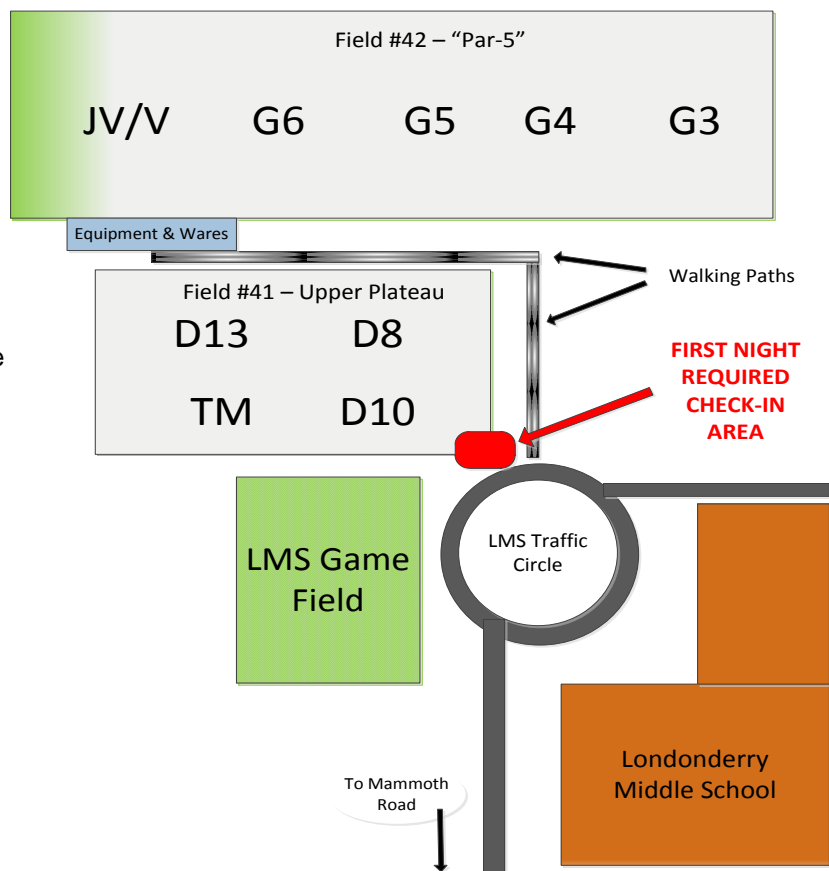 Field #42 – “Par-5”
JV/V G6 G5 G4 G3
Equipment & Wares
Walking Paths
Field #41 – Upper Plateau
D13 D8
TM D10
e
FIRST NIGHT
REQUIRED
CHECK-IN
AREA
LMS Game
Field
LMS Traffic
Circle
Londonderry
Middle School
To Mammoth
Road